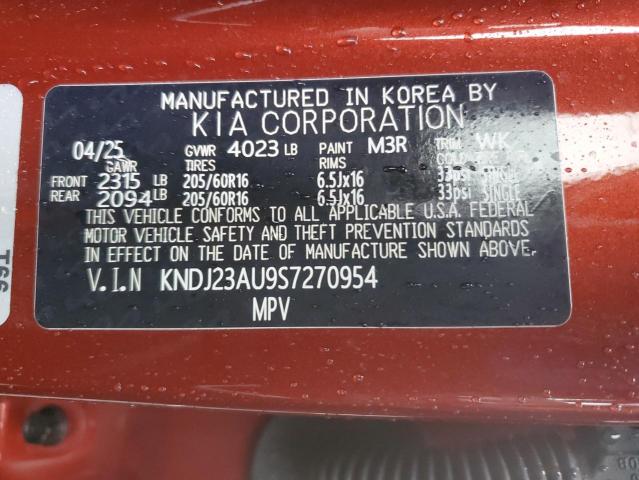 MANUFACTURED IN KOREA BY
KIA CORPORATION
04/25 GVWR 4023 LB PAINT M3R TRIM WK
GAWR TIRES RIMS COLD
FRONT 2315 LB 205/60R16 6.5Jx16 33psi SINGLE
REAR 2094 LB 205/60R16 6.5Jx16 33psi SINGLE
THIS VEHICLE CONFORMS TO ALL APPLICABLE U.S.A. FEDERAL
MOTOR VEHICLE SAFETY AND THEFT PREVENTION STANDARDS
IN EFFECT ON THE DATE OF MANUFACTURE SHOWN ABOVE.
V.I.N KNDJ23AU9S7270954
MPV
T66